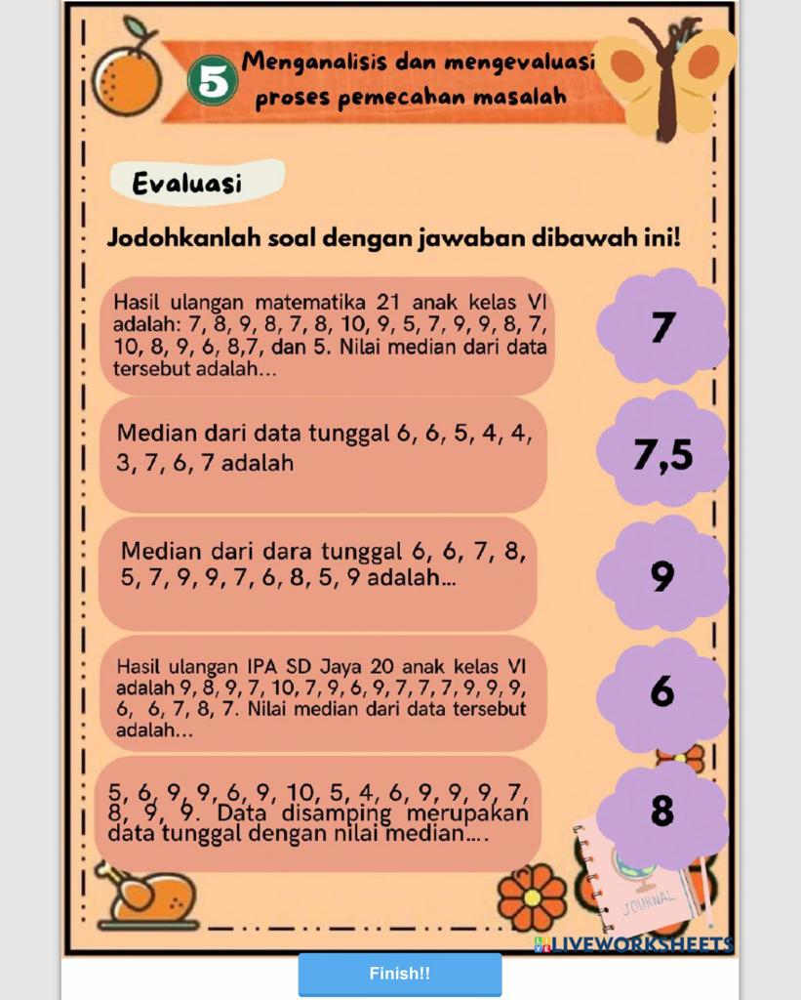 5
Menganalisis dan mengevaluasi
proses pemecahan masalah
Evaluasi
Jodohkanlah soal dengan jawaban dibawah ini!
Hasil ulangan matematika 21 anak kelas VI
adalah: 7, 8, 9, 8, 7, 8, 10, 9, 5, 7, 9, 9, 8, 7,
10, 8, 9, 6, 8,7, dan 5. Nilai median dari data
tersebut adalah...
7
Median dari data tunggal 6, 6, 5, 4, 4,
3, 7, 6, 7 adalah
7,5
Median dari dara tunggal 6, 6, 7, 8,
5, 7, 9, 9, 7, 6, 8, 5, 9 adalah...
9
Hasil ulangan IPA SD Jaya 20 anak kelas VI
adalah 9, 8, 9, 7, 10, 7, 9, 6, 9, 7, 7, 7, 9, 9, 9,
6, 6, 7, 8, 7. Nilai median dari data tersebut
adalah...
6
5, 6, 9, 9, 6, 9, 10, 5, 4, 6, 9, 9, 9, 7,
8, 9, 9. Data disamping merupakan
data tunggal dengan nilai median....
8
JOURNAL
LIVEWORKSHEETS
Finish!!